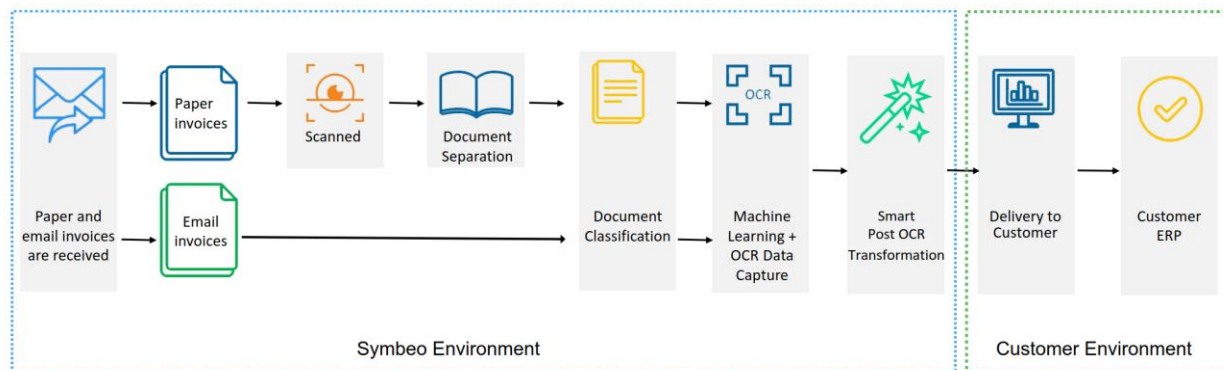 Paper and
email invoices
are received
Paper
invoices
Email
invoices
Scanned
Document
Separation
Document
Classification
OCR
Machine
Learning +
OCR Data
Capture
Smart
Post OCR
Transformation
Delivery to
Customer
Customer
ERP
Symbeo Environment
Customer Environment